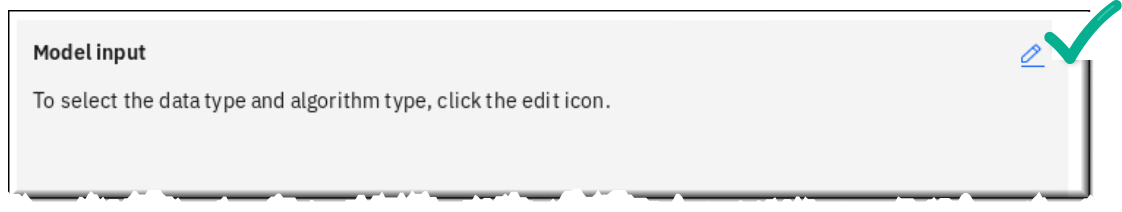 Model input
To select the data type and algorithm type, click the edit icon.